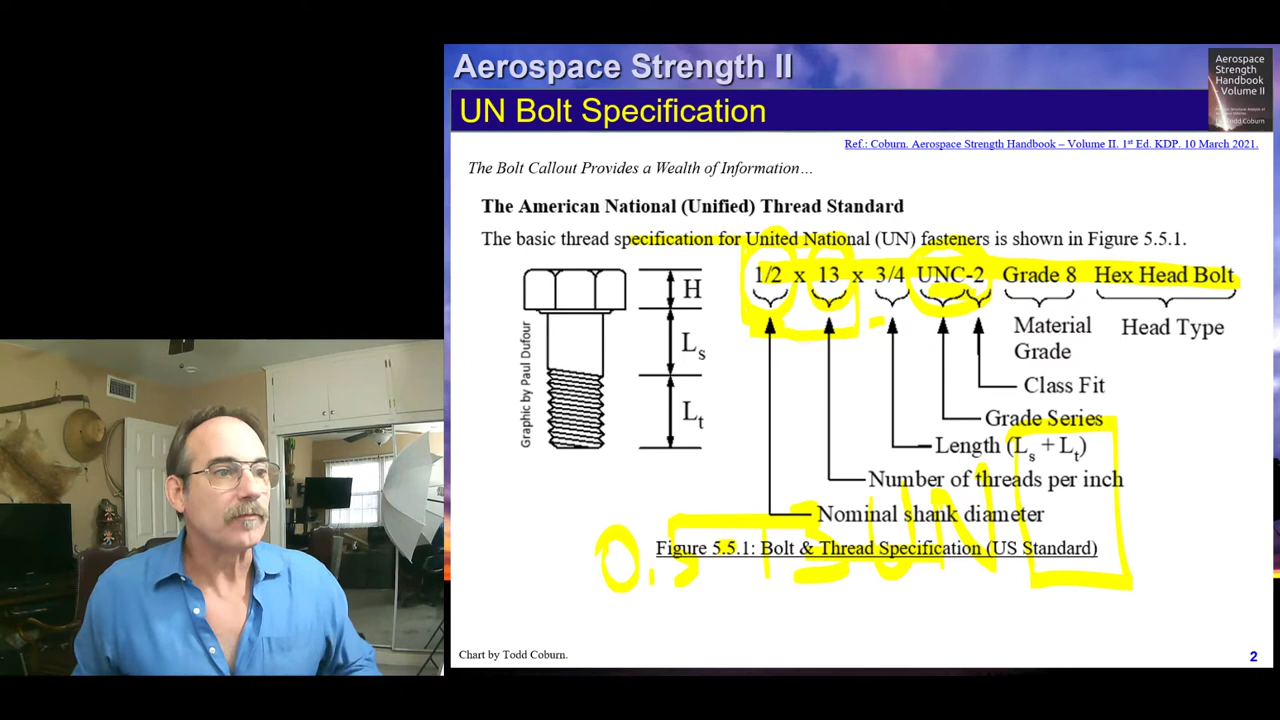 Aerospace Strength II
Aerospace
Strength
Handbook
- Volume II
UN Bolt Specification
Ref.: Coburn. Aerospace Strength Handbook – Volume II. 1st Ed. KDP. 10 March 2021.
The Bolt Callout Provides a Wealth of Information…
The American National (Unified) Thread Standard
The basic thread specification for United National (UN) fasteners is shown in Figure 5.5.1.
1/2 x 13 x 3/4 UNC-2 Grade 8 Hex Head Bolt
H
Ls
Lt
Graphic by Paul Dufour
Material
Grade
Head Type
Class Fit
Grade Series
Length (Ls + Lt)
Number of threads per inch
Nominal shank diameter
0.5 13 UN
Figure 5.5.1: Bolt & Thread Specification (US Standard)
Chart by Todd Coburn.
2